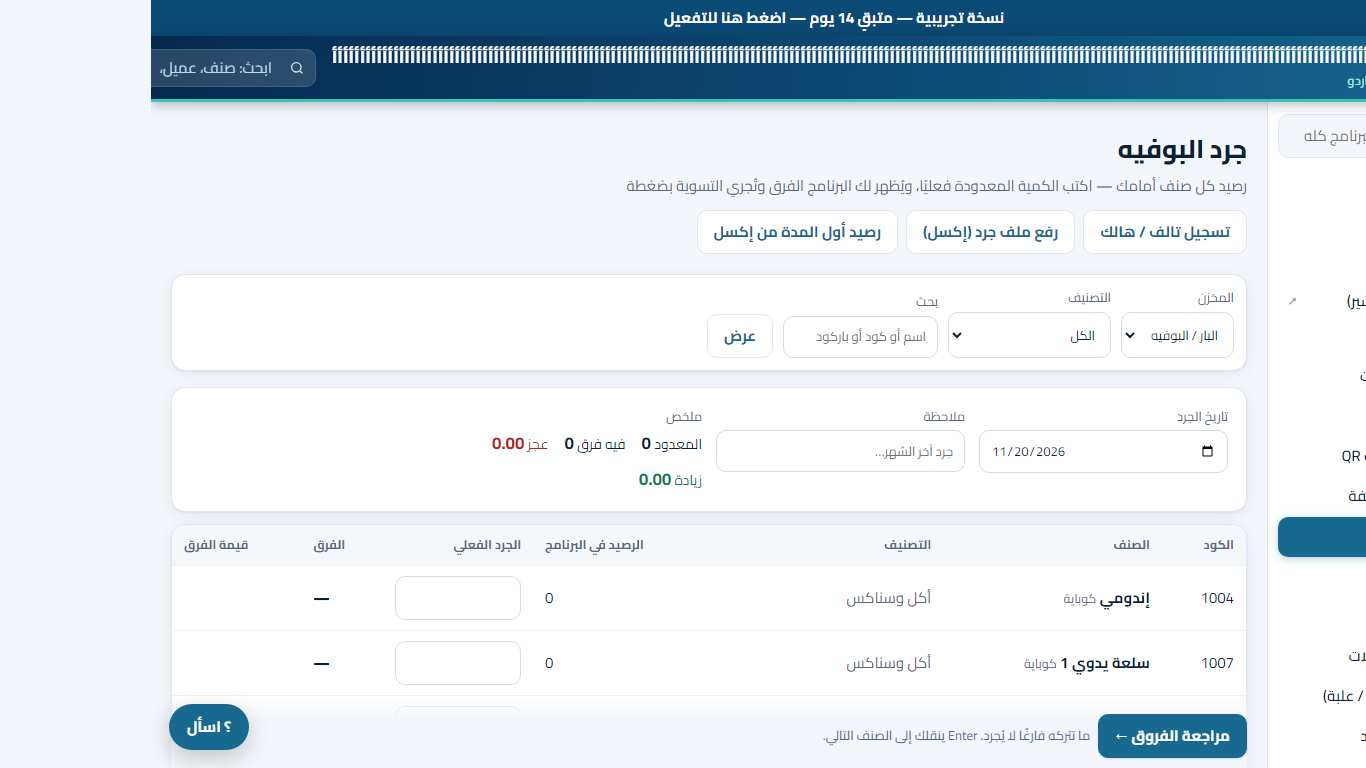 نسخة تجريبية — متبقٍ 14 يوم — اضغط هنا للتفعيل
ابحث: صنف، عميل،
جرد البوفيه
رصيد كل صنف أمامك — اكتب الكمية المعدودة فعليًا، ويُظهر لك البرنامج الفرق وتُجري التسوية بضغطة
تسجيل تالف / هالك
رفع ملف جرد (إكسل)
رصيد أول المدة من إكسل
المخزن
التصنيف
بحث
البار / البوفيه
الكل
اسم أو كود أو باركود
عرض
تاريخ الجرد
ملاحظة
ملخص
11/20/2026
جرد آخر الشهر...
المعدود 0 فيه فرق 0 عجز 0.00
زيادة 0.00
الكود الصنف التصنيف الرصيد في البرنامج الجرد الفعلي الفرق قيمة الفرق
1004 إندومي كوباية أكل وسناكس 0 —
1007 سلعة يدوي 1 كوباية أكل وسناكس 0 —
مراجعة الفروق ←
ما تتركه فارغًا لا يُجرد. Enter ينقلك إلى الصنف التالي.
؟ اسأل
كله
QR
/ علبة)